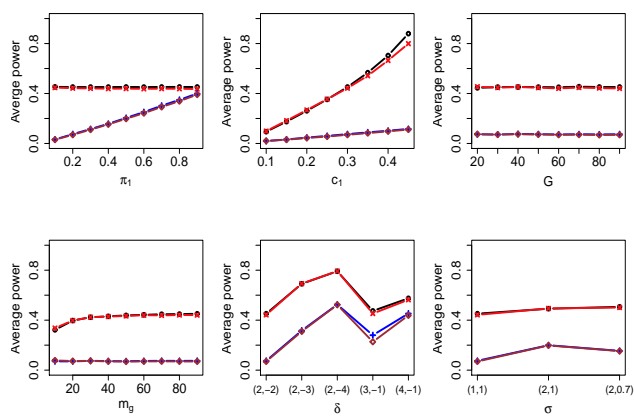 Averge power
0.0 0.4 0.8
0.2 0.4 0.6 0.8
π1
Average power
0.0 0.4 0.8
0.1 0.2 0.3 0.4
c1
Average power
0.0 0.4 0.8
20 40 60 80
G
Average power
0.0 0.4 0.8
20 40 60 80
mg
Average power
0.0 0.4 0.8
(2,−2) (2,−3) (2,−4) (3,−1) (4,−1)
δ
Average power
0.0 0.4 0.8
(1,1) (2,1) (2,0.7)
σ